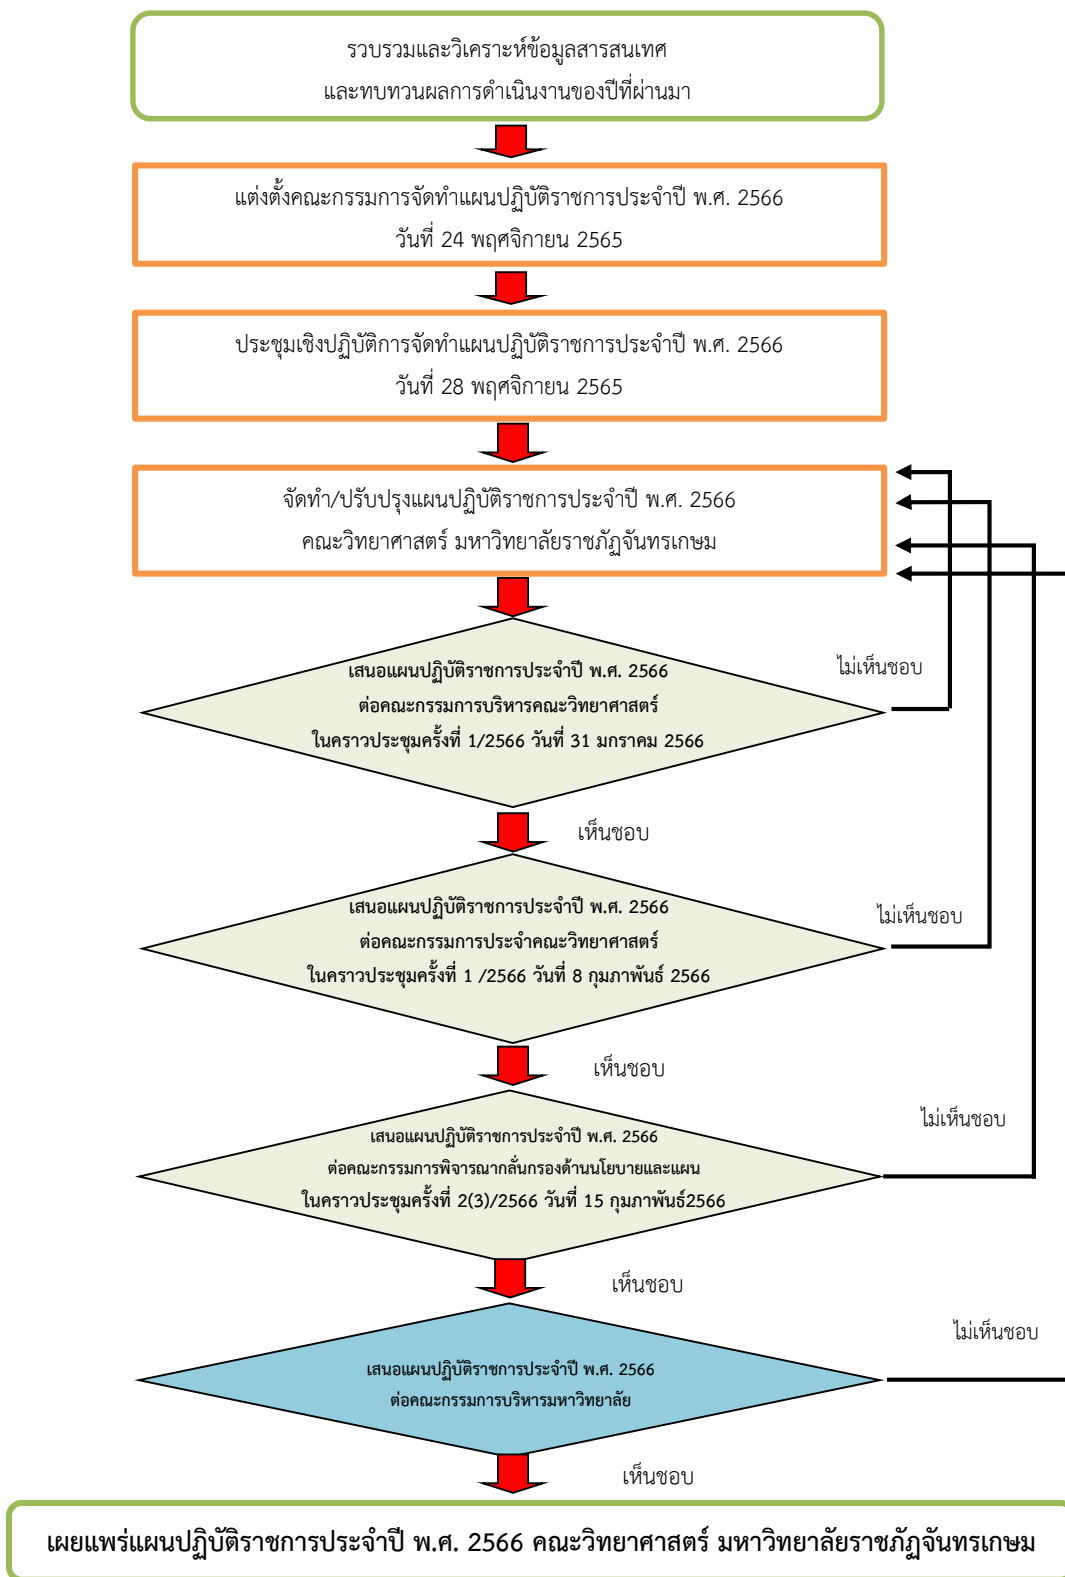 รวบรวมและวิเคราะห์ข้อมูลสารสนเทศ
และทบทวนผลการดำเนินงานของปีที่ผ่านมา
แต่งตั้งคณะกรรมการจัดทำแผนปฏิบัติราชการประจำปี พ.ศ. 2566
วันที่ 24 พฤศจิกายน 2565
ประชุมเชิงปฏิบัติการจัดทำแผนปฏิบัติราชการประจำปี พ.ศ. 2566
วันที่ 28 พฤศจิกายน 2565
จัดทำ/ปรับปรุงแผนปฏิบัติราชการประจำปี พ.ศ. 2566
คณะวิทยาศาสตร์ มหาวิทยาลัยราชภัฏจันทรเกษม
เสนอแผนปฏิบัติราชการประจำปี พ.ศ. 2566
ต่อคณะกรรมการบริหารคณะวิทยาศาสตร์
ในคราวประชุมครั้งที่ 1/2566 วันที่ 31 มกราคม 2566
ไม่เห็นชอบ
เห็นชอบ
เสนอแผนปฏิบัติราชการประจำปี พ.ศ. 2566
ต่อคณะกรรมการประจำคณะวิทยาศาสตร์
ในคราวประชุมครั้งที่ 1 /2566 วันที่ 8 กุมภาพันธ์ 2566
ไม่เห็นชอบ
เห็นชอบ
เสนอแผนปฏิบัติราชการประจำปี พ.ศ. 2566
ต่อคณะกรรมการพิจารณากลั่นกรองด้านนโยบายและแผน
ในคราวประชุมครั้งที่ 2(3)/2566 วันที่ 15 กุมภาพันธ์2566
ไม่เห็นชอบ
เห็นชอบ
เสนอแผนปฏิบัติราชการประจำปี พ.ศ. 2566
ต่อคณะกรรมการบริหารมหาวิทยาลัย
ไม่เห็นชอบ
เห็นชอบ
เผยแพร่แผนปฏิบัติราชการประจำปี พ.ศ. 2566 คณะวิทยาศาสตร์ มหาวิทยาลัยราชภัฏจันทรเกษม